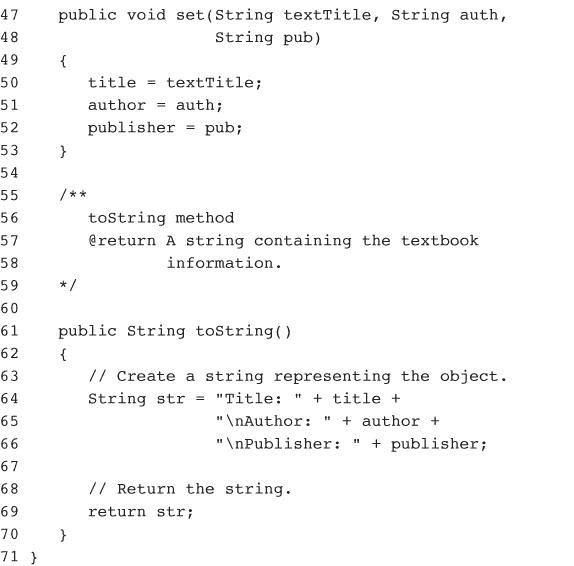 47    public void set(String textTitle, String auth,
48                    String pub)
49    {
50       title = textTitle;
51       author = auth;
52       publisher = pub;
53    }
54
55    /**
56       toString method
57       @return A string containing the textbook
58               information.
59    */
60
61    public String toString()
62    {
63       // Create a string representing the object.
64       String str = "Title: " + title +
65                    "\nAuthor: " + author +
66                    "\nPublisher: " + publisher;
67
68       // Return the string.
69       return str;
70    }
71 }